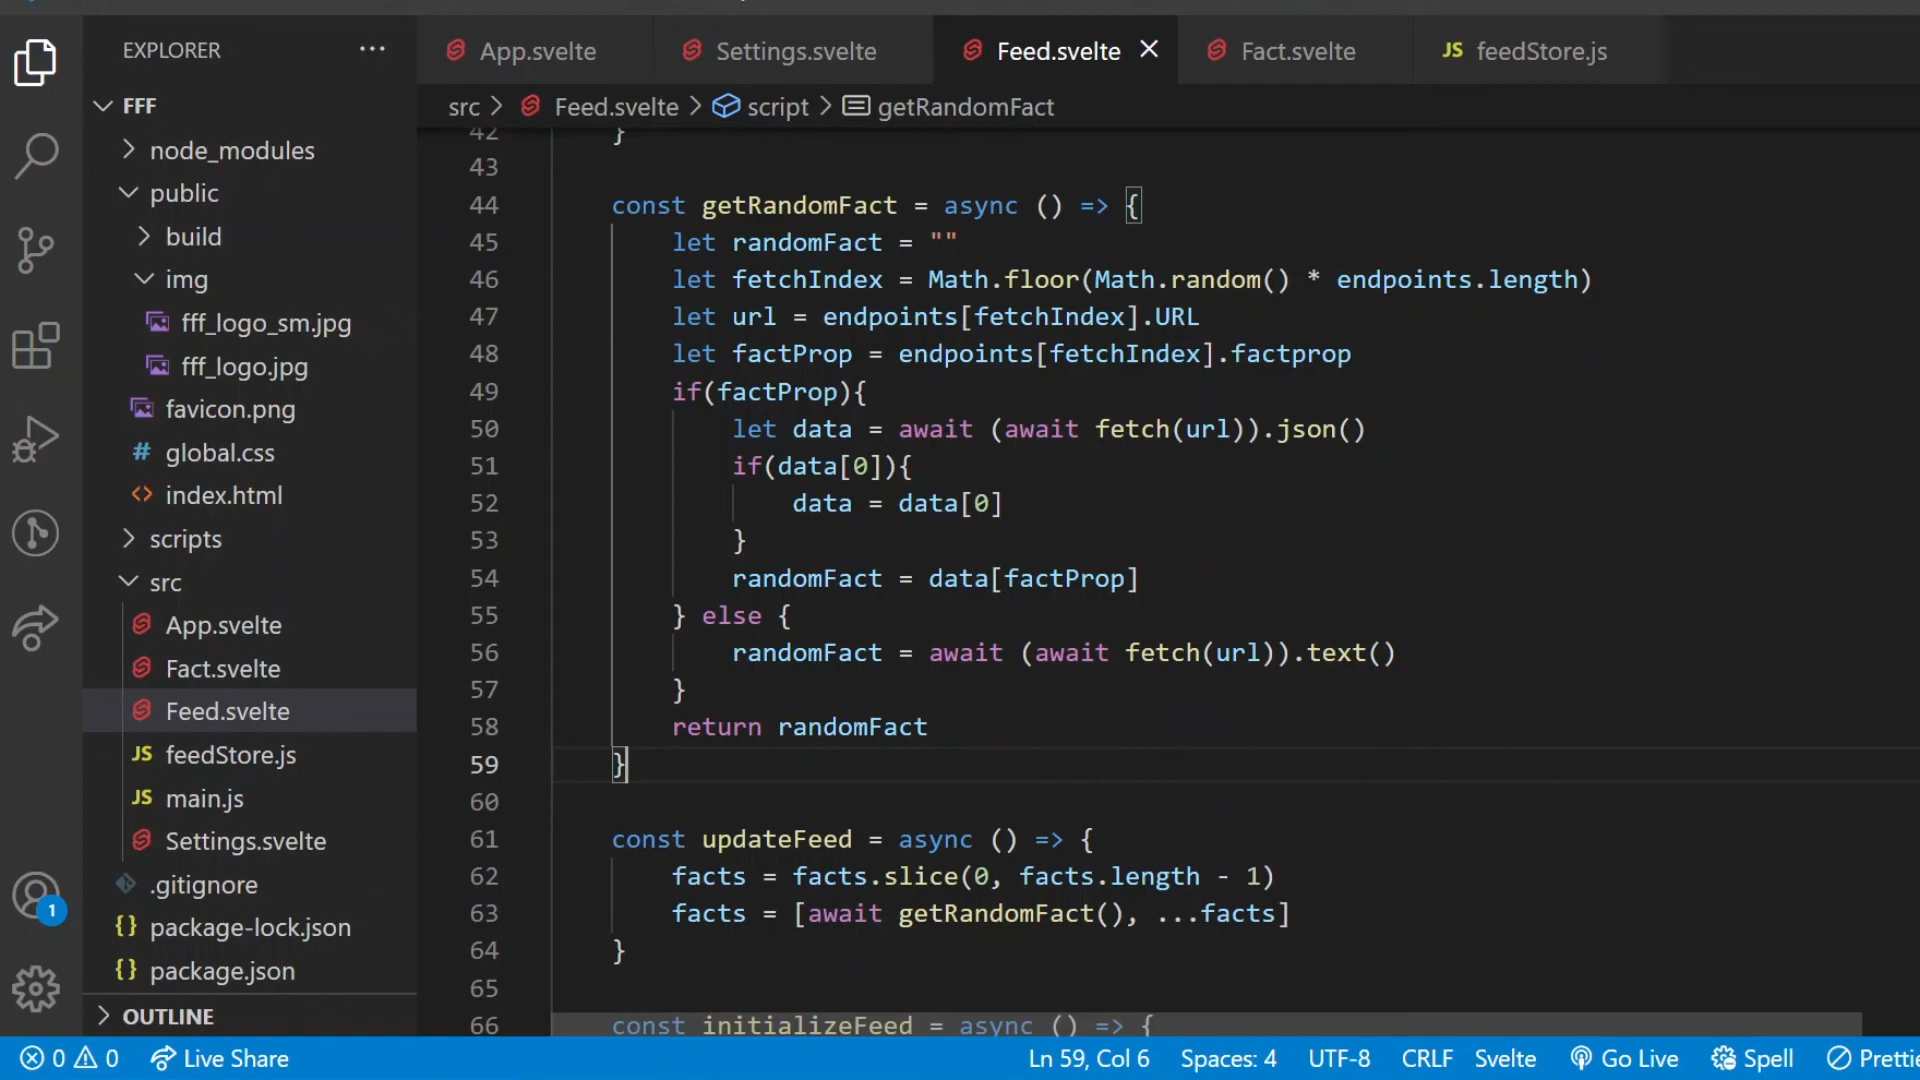 EXPLORER ...
FFF
node_modules
public
build
img
fff_logo_sm.jpg
fff_logo.jpg
favicon.png
# global.css
<> index.html
scripts
src
App.svelte
Fact.svelte
Feed.svelte
JS feedStore.js
JS main.js
Settings.svelte
.gitignore
{} package-lock.json
{} package.json
OUTLINE
1
App.svelte Settings.svelte Feed.svelte Fact.svelte JS feedStore.js
src > Feed.svelte > script > getRandomFact
42 }
43
44 const getRandomFact = async () => {
45 let randomFact = ""
46 let fetchIndex = Math.floor(Math.random() * endpoints.length)
47 let url = endpoints[fetchIndex].URL
48 let factProp = endpoints[fetchIndex].factprop
49 if(factProp){
50 let data = await (await fetch(url)).json()
51 if(data[0]){
52 data = data[0]
53 }
54 randomFact = data[factProp]
55 } else {
56 randomFact = await (await fetch(url)).text()
57 }
58 return randomFact
59 }
60
61 const updateFeed = async () => {
62 facts = facts.slice(0, facts.length - 1)
63 facts = [await getRandomFact(), ...facts]
64 }
65
66 const initializeFeed = async () => {
0 0 Live Share Ln 59, Col 6 Spaces: 4 UTF-8 CRLF Svelte Go Live Spell Prettie